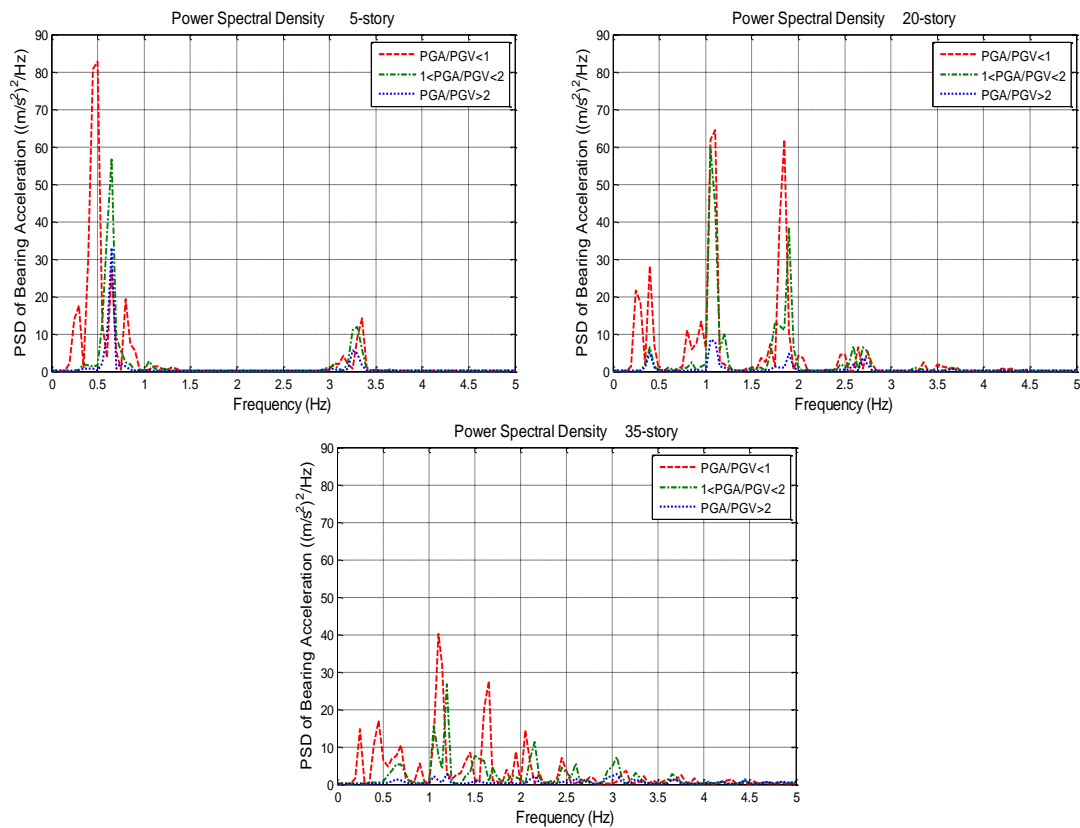 Power Spectral Density 5-story
PSD of Bearing Acceleration ((m/s²)²/Hz)
90
80
70
60
50
40
30
20
10
0
PGA/PGV<1
1<PGA/PGV<2
PGA/PGV>2
0 0.5 1 1.5 2 2.5 3 3.5 4 4.5 5
Frequency (Hz)
Power Spectral Density 20-story
PSD of Bearing Acceleration ((m/s²)²/Hz)
90
80
70
60
50
40
30
20
10
0
PGA/PGV<1
1<PGA/PGV<2
PGA/PGV>2
0 0.5 1 1.5 2 2.5 3 3.5 4 4.5 5
Frequency (Hz)
Power Spectral Density 35-story
PSD of Bearing Acceleration ((m/s²)²/Hz)
90
80
70
60
50
40
30
20
10
0
PGA/PGV<1
1<PGA/PGV<2
PGA/PGV>2
0 0.5 1 1.5 2 2.5 3 3.5 4 4.5 5
Frequency (Hz)